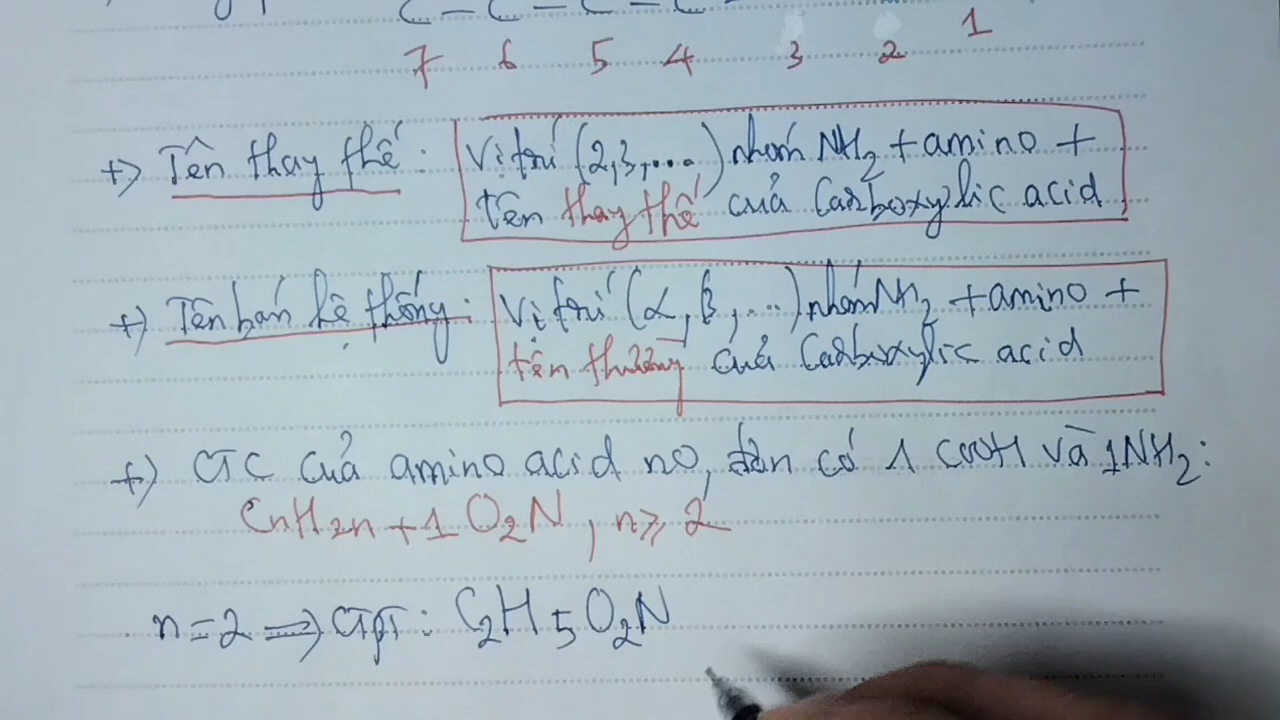 C – C – C – C
7 6 5 4 3 2 1
+) Tên thay thế : Vị trí (2,3,....) nhóm NH2 + amino +
tên thay thế của Carboxylic acid
+) Tên bán hệ thống : Vị trí (α, β, ...) nhóm NH2 + amino +
tên thường của Carboxylic acid
+) CTC của amino acid no, đơn có 1 COOH và 1NH2 :
CnH2n+1O2N, n≥2
n=2 ⟹ CTPT : C2H5O2N